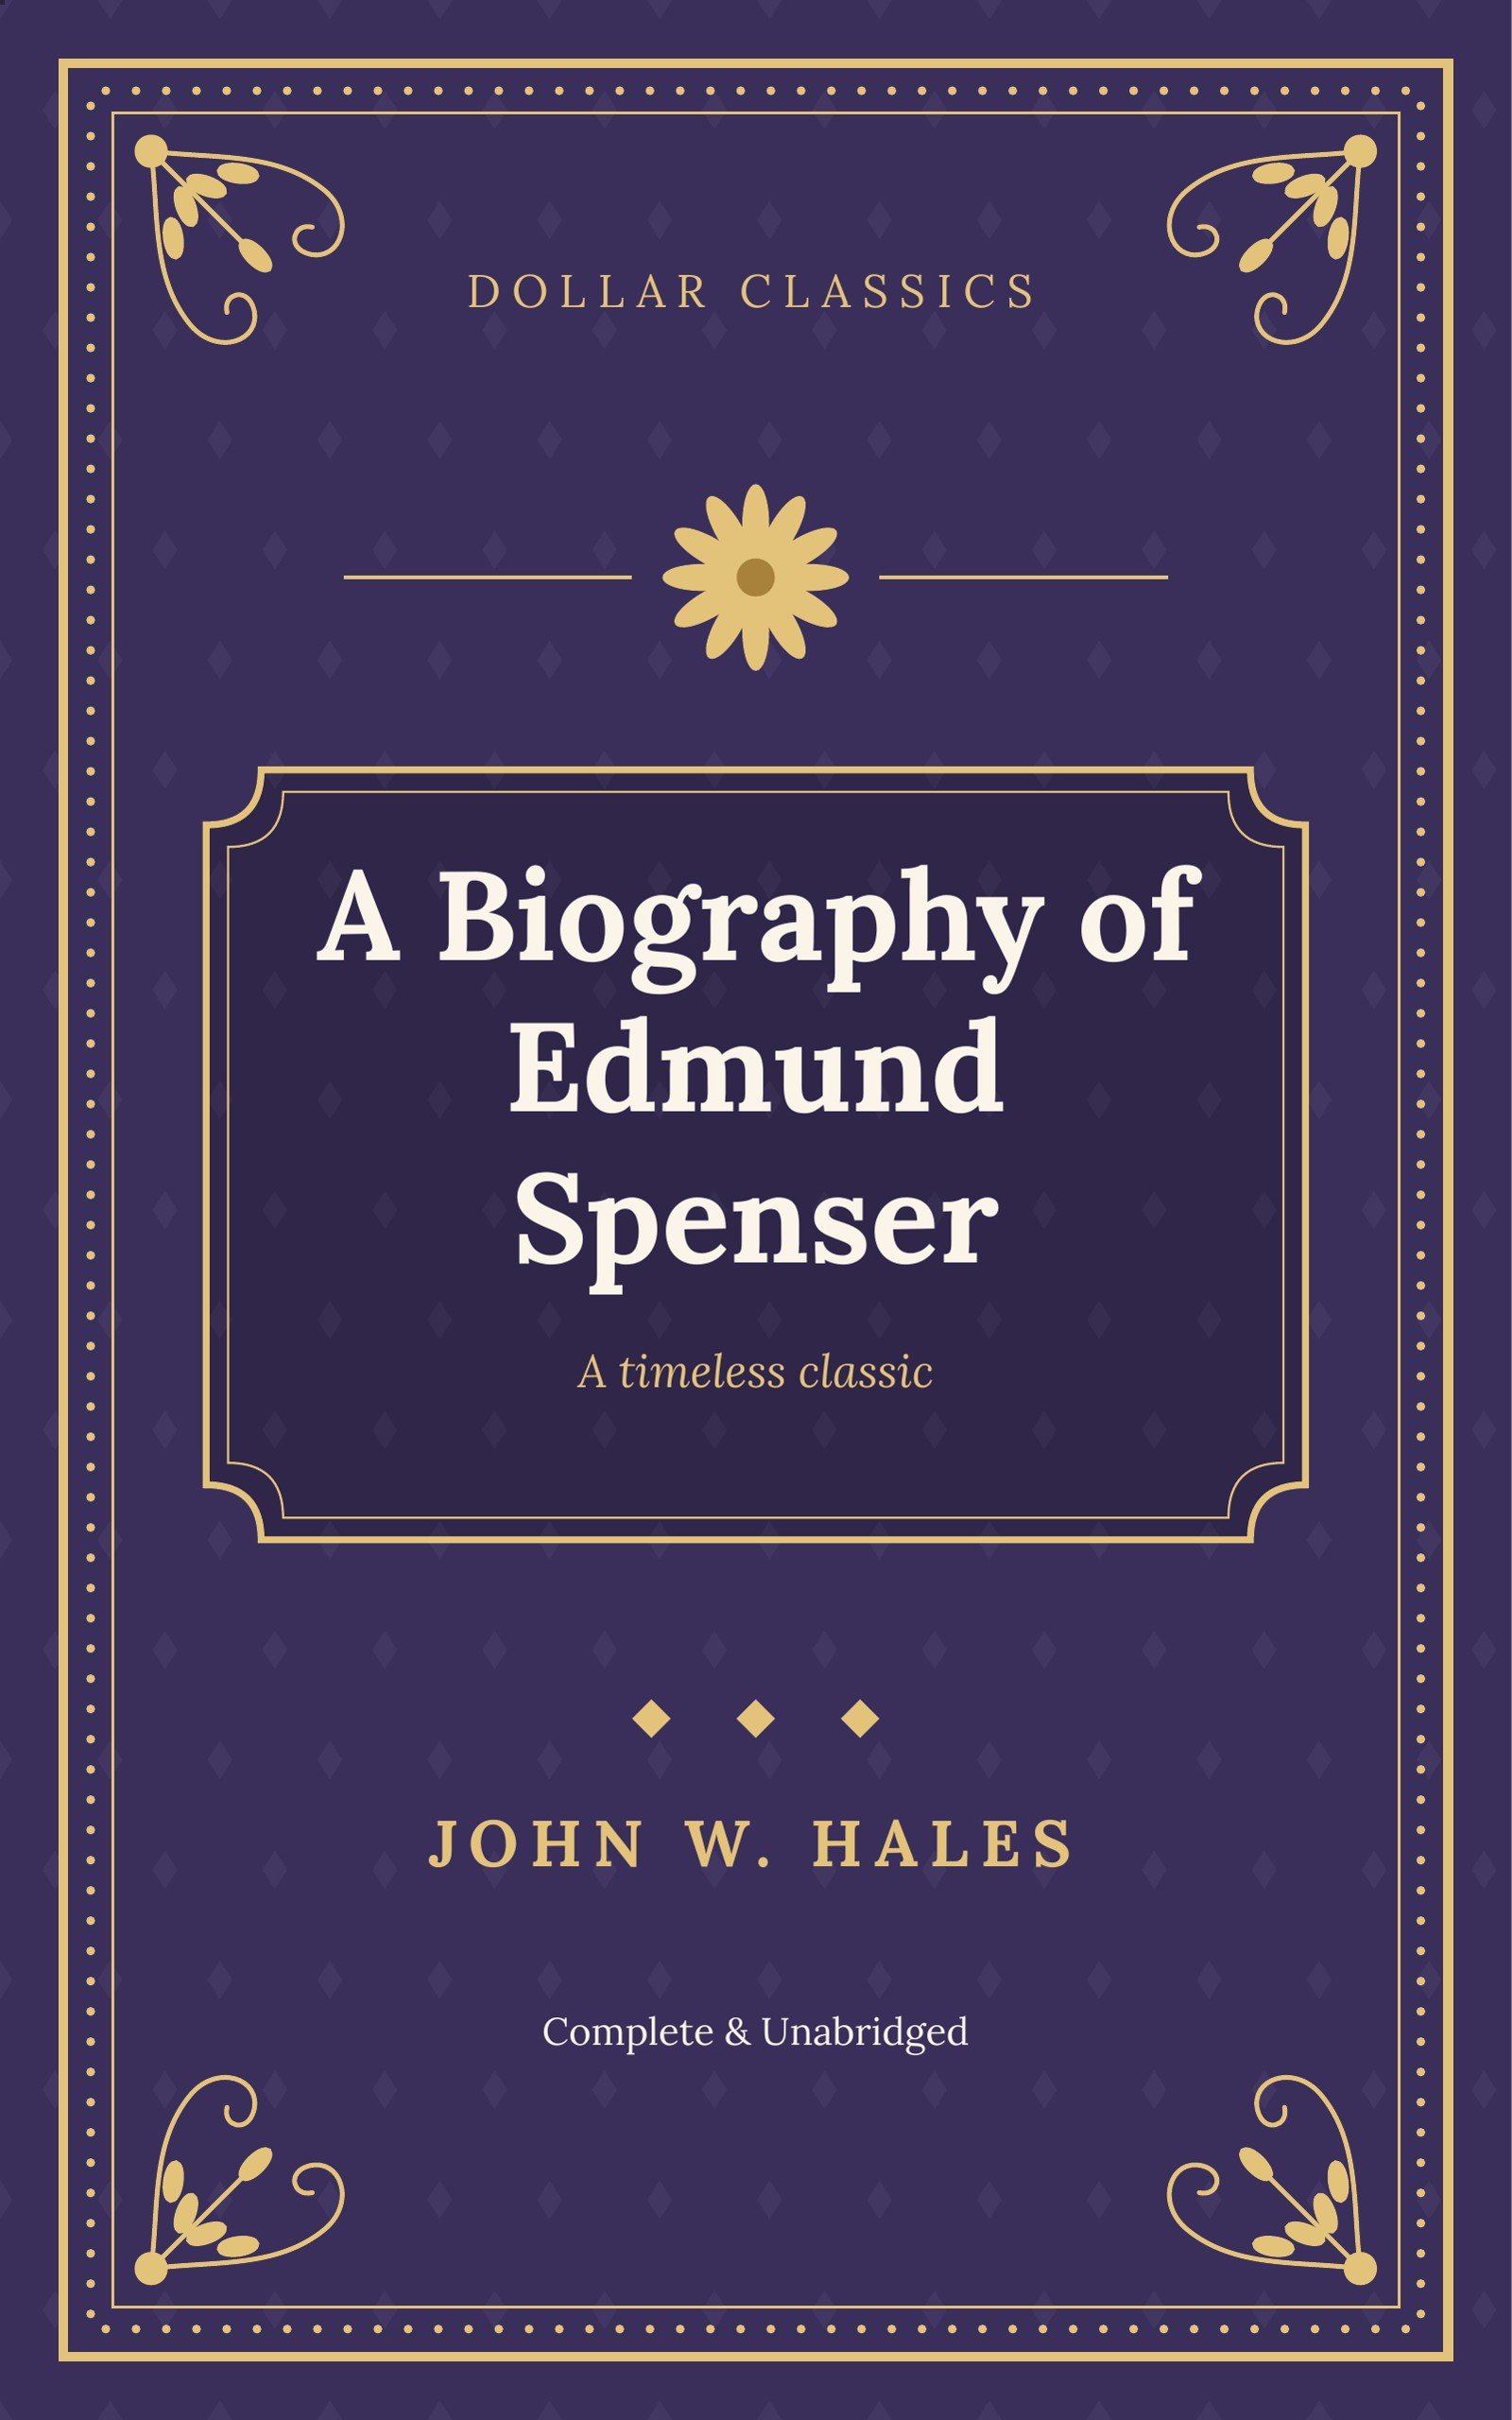 DOLLAR CLASSICS
A Biography of
Edmund
Spenser
A timeless classic
JOHN W. HALES
Complete & Unabridged